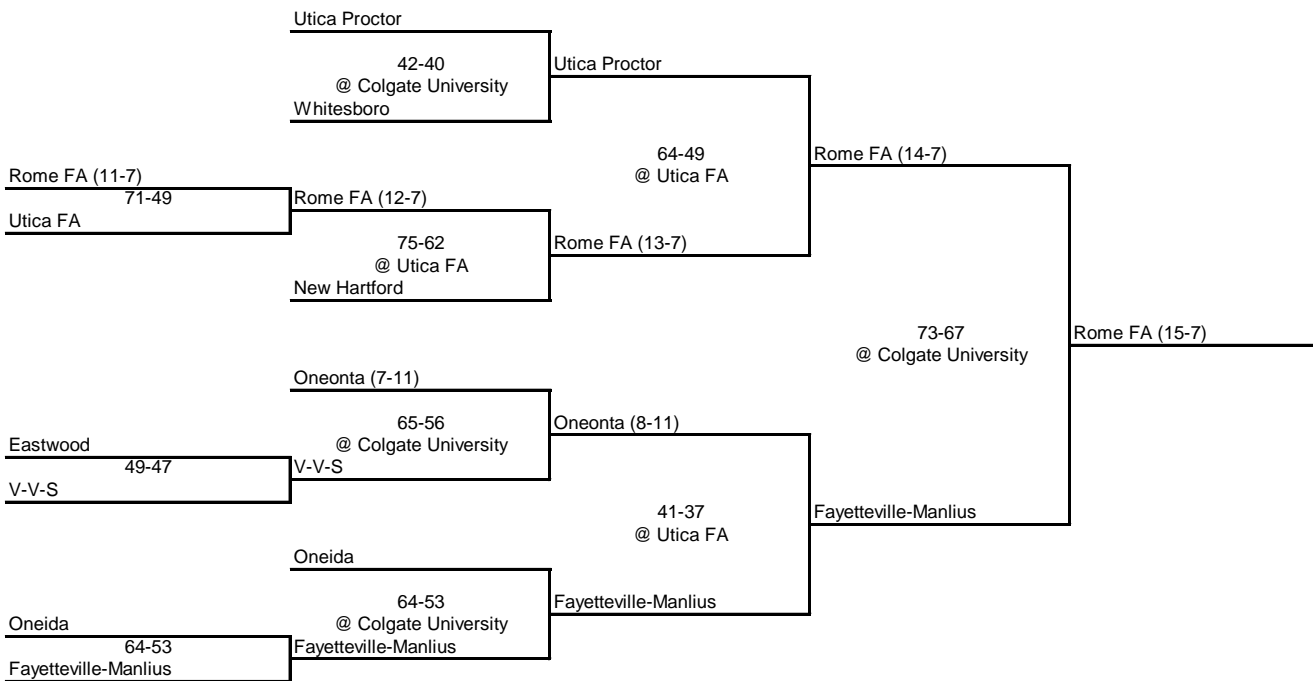 Utica Proctor
42-40
@ Colgate University
Utica Proctor
Whitesboro
64-49
@ Utica FA
Rome FA (14-7)
Rome FA (11-7)
71-49
Utica FA
Rome FA (12-7)
75-62
@ Utica FA
Rome FA (13-7)
New Hartford
73-67
@ Colgate University
Rome FA (15-7)
Oneonta (7-11)
65-56
@ Colgate University
Oneonta (8-11)
Eastwood
49-47
V-V-S
V-V-S
41-37
@ Utica FA
Fayetteville-Manlius
Oneida
64-53
@ Colgate University
Fayetteville-Manlius
Oneida
64-53
Fayetteville-Manlius
Fayetteville-Manlius